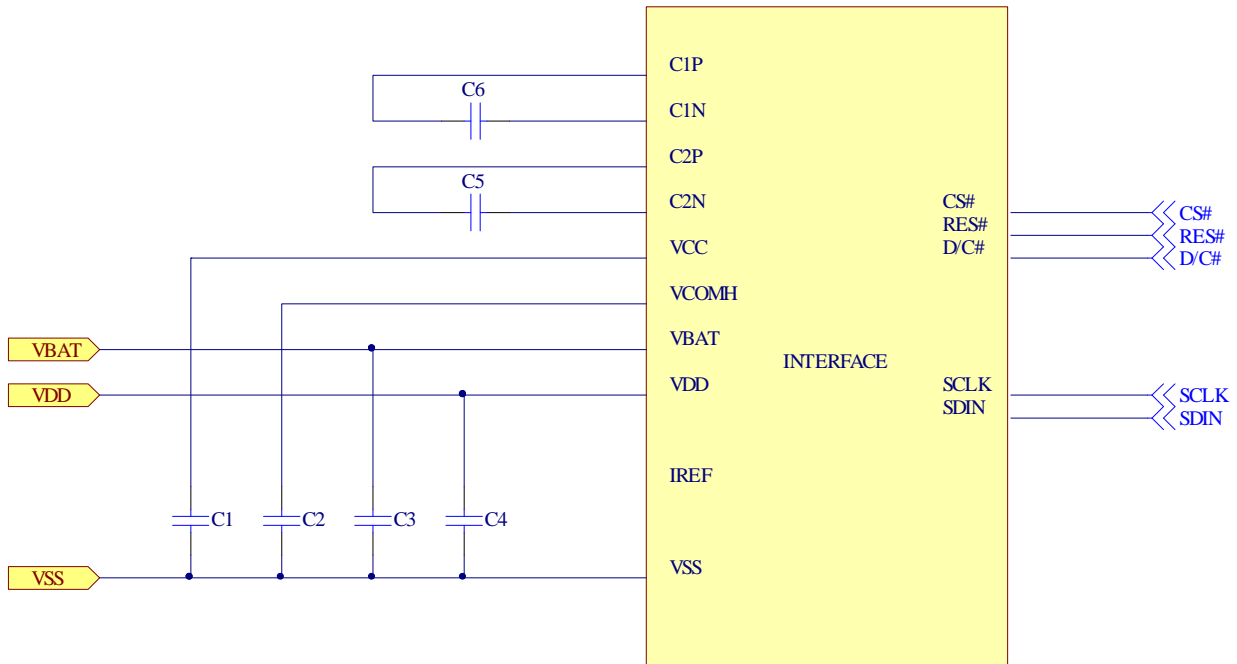 C1P
C6
C1N
C2P
C5
C2N
CS#
CS#
RES#
RES#
VCC
D/C#
D/C#
VCOMH
VBAT
VBAT
INTERFACE
VDD
VDD
SCLK
SCLK
SDIN
SDIN
IREF
C1
C2
C3
C4
VSS
VSS